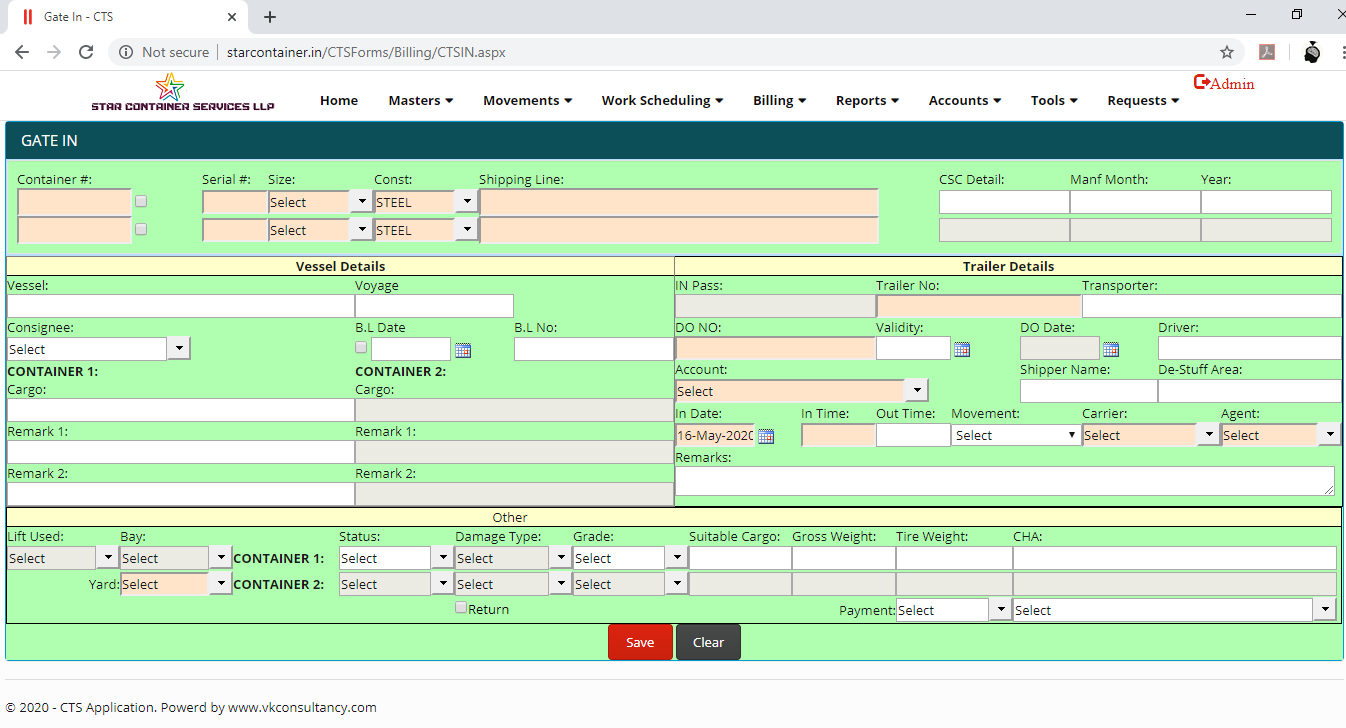 Gate In - CTS
Not secure starcontainer.in/CTSForms/Billing/CTSIN.aspx
STAR CONTAINER SERVICES LLP
Home Masters Movements Work Scheduling Billing Reports Accounts Tools Requests Admin
GATE IN
Container #: Serial #: Size: Const: Shipping Line: CSC Detail: Manf Month: Year:
Select STEEL
Select STEEL
Vessel Details Trailer Details
Vessel: Voyage IN Pass: Trailer No: Transporter:
Consignee: B.L Date B.L No: DO NO: Validity: DO Date: Driver:
Select
CONTAINER 1: CONTAINER 2: Account: Shipper Name: De-Stuff Area:
Cargo: Cargo: Select
In Date: In Time: Out Time: Movement: Carrier: Agent:
Remark 1: Remark 1: 16-May-2020 Select Select Select
Remarks:
Remark 2: Remark 2:
Other
Lift Used: Bay: Status: Damage Type: Grade: Suitable Cargo: Gross Weight: Tire Weight: CHA:
Select Select CONTAINER 1: Select Select Select
Yard: Select CONTAINER 2: Select Select Select
Return Payment: Select Select
Save Clear
© 2020 - CTS Application. Powerd by www.vkconsultancy.com